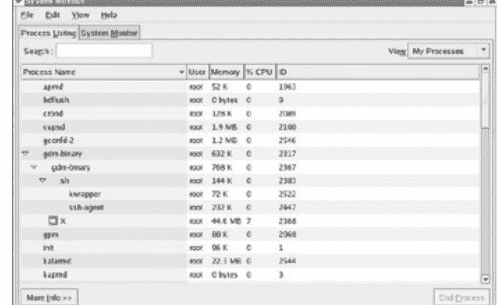 System Monitor
File Edit View Help
Process Listing System Monitor
Search: View My Processes
Process Name User Memory % CPU ID
apmd root 52 K 0 1963
bdflush root 0 bytes 0 9
crond root 128 K 0 2089
cupsd root 1.9 MB 0 2100
gconfd-2 root 1.2 MB 0 2546
gdm-binary root 632 K 0 2317
gdm-binary root 768 K 0 2367
sh root 144 K 0 2383
kwrapper root 72 K 0 2522
ssh-agent root 232 K 0 2447
X root 44.6 MB 7 2368
gpm root 88 K 0 2068
init root 96 K 0 1
kalarmd root 22.3 MB 0 2544
kapmd root 0 bytes 0 3
More Info >> End Process